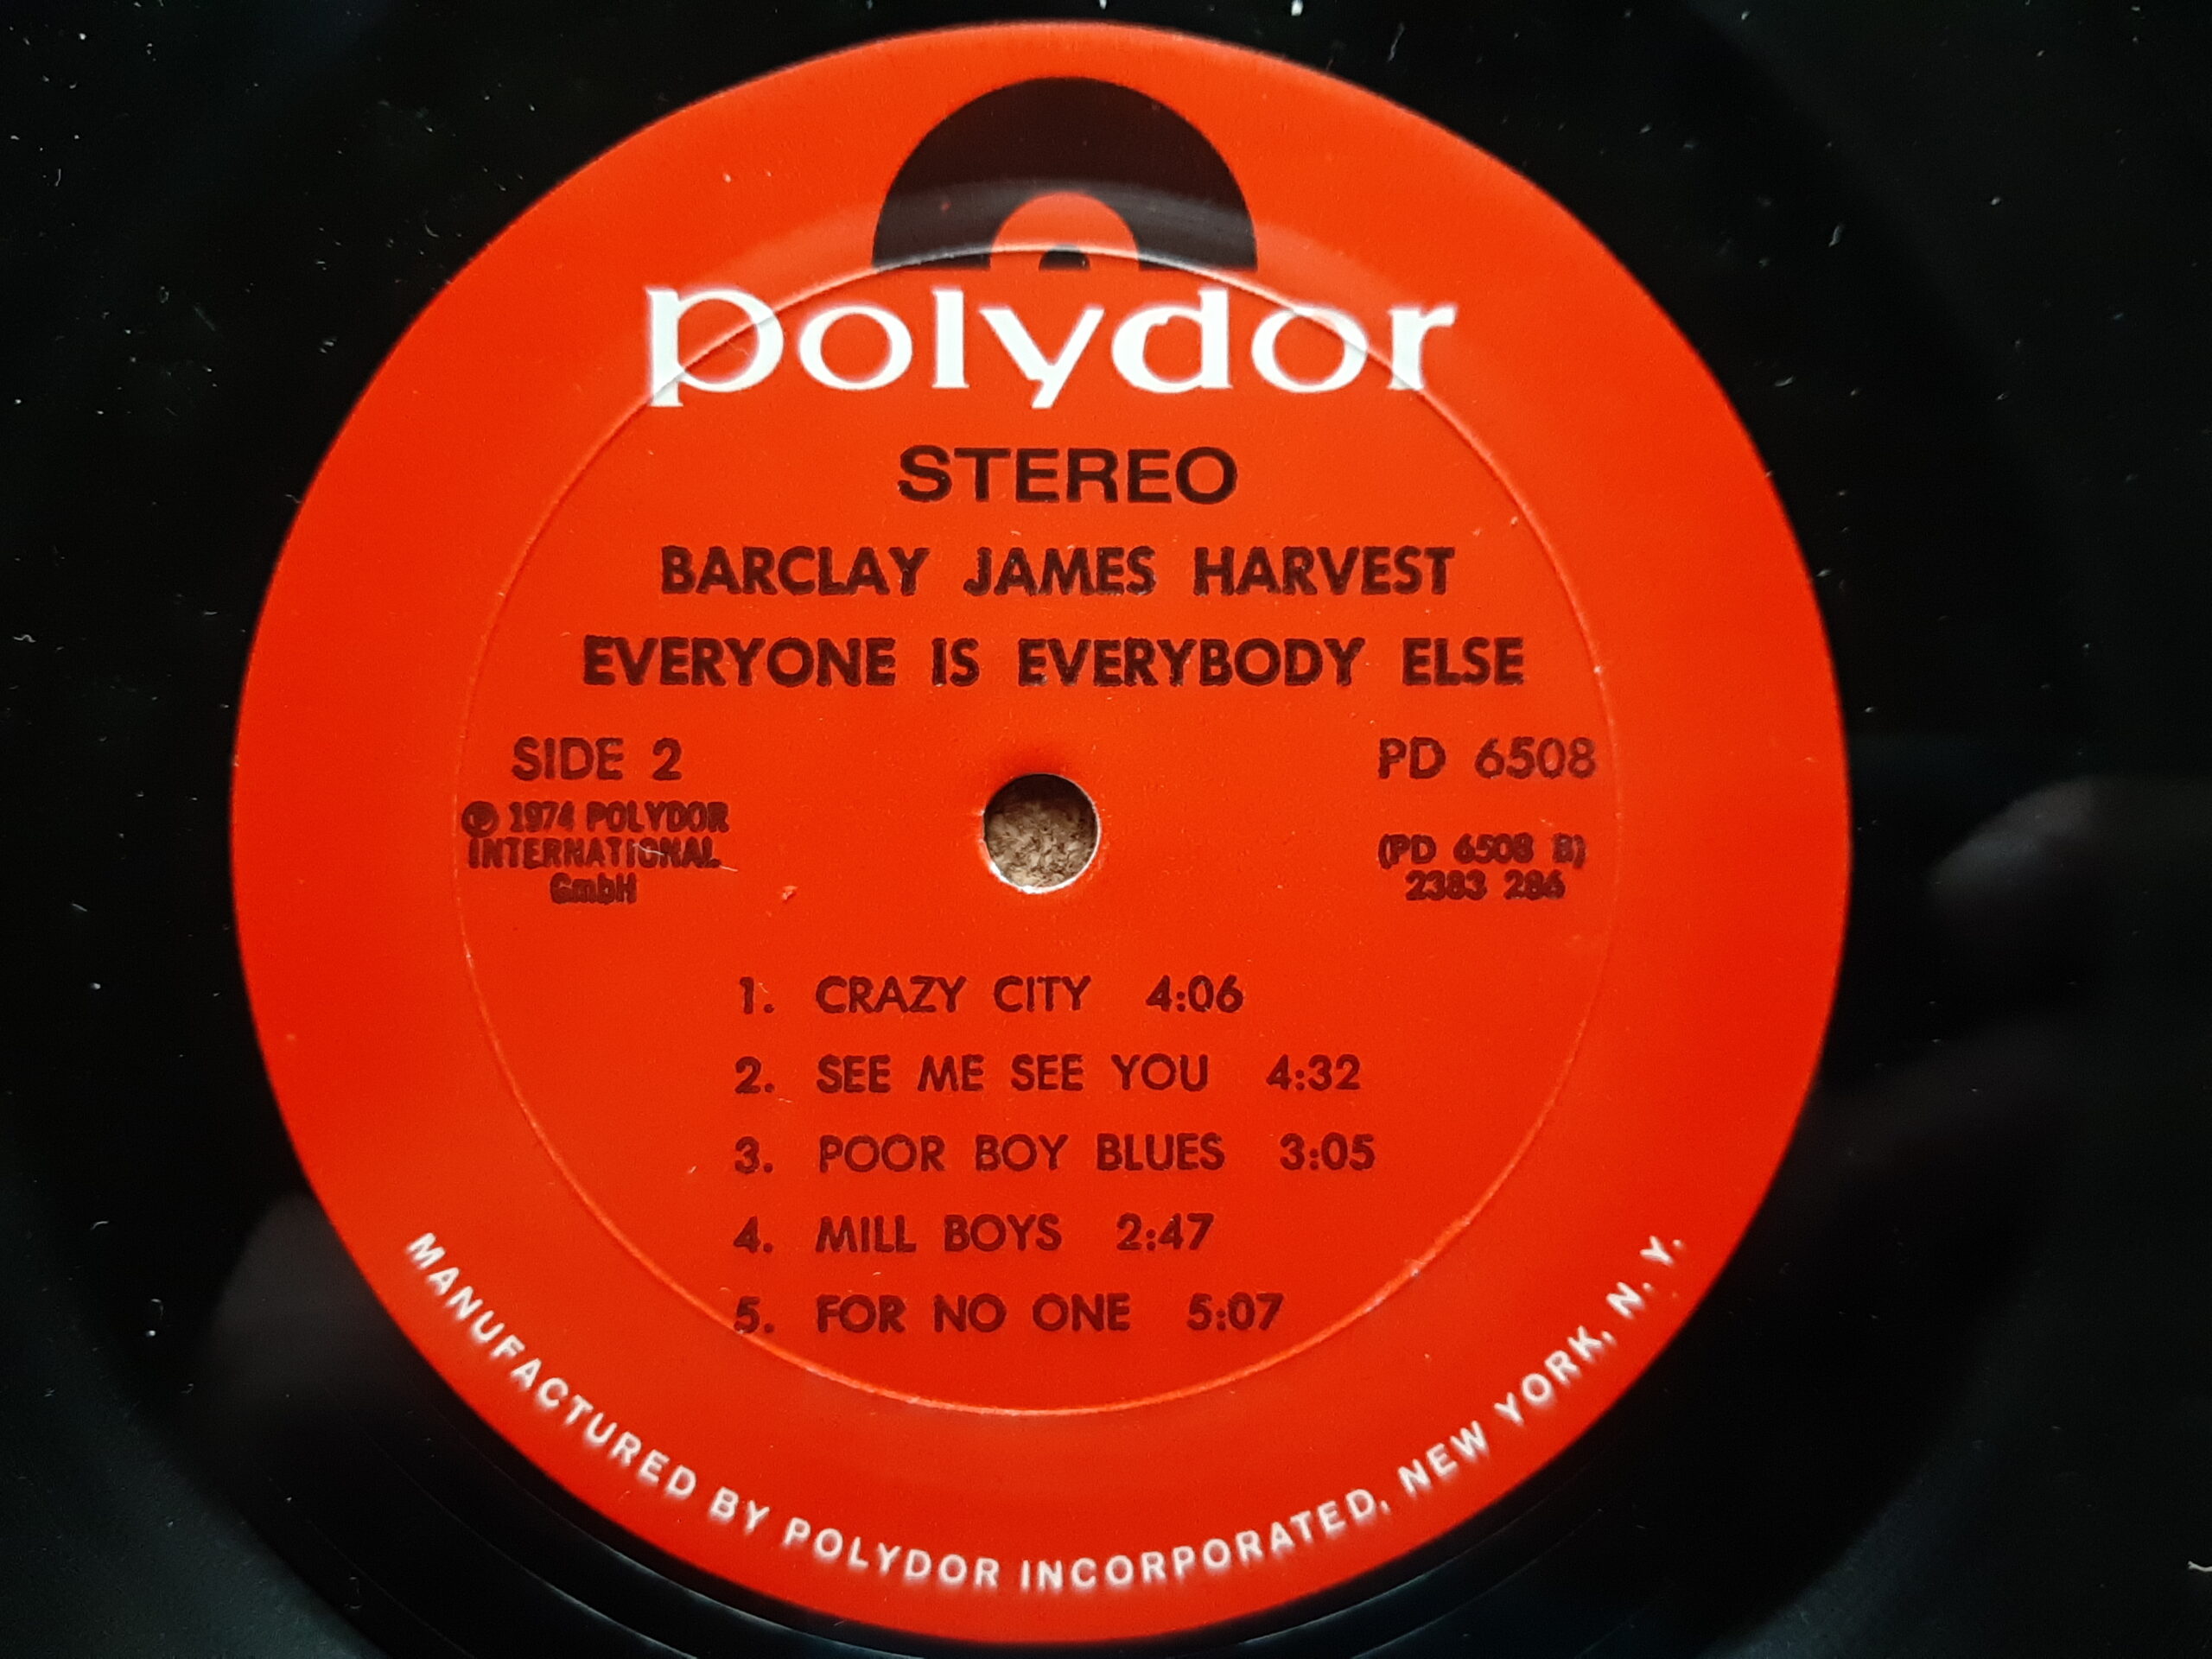 polydor
STEREO
BARCLAY JAMES HARVEST
EVERYONE IS EVERYBODY ELSE
SIDE 2
PD 6508
℗ 1974 POLYDOR
INTERNATIONAL
GmbH
(PD 6508 B)
2383 286
1. CRAZY CITY 4:06
2. SEE ME SEE YOU 4:32
3. POOR BOY BLUES 3:05
4. MILL BOYS 2:47
5. FOR NO ONE 5:07
MANUFACTURED BY POLYDOR INCORPORATED, NEW YORK, N. Y.